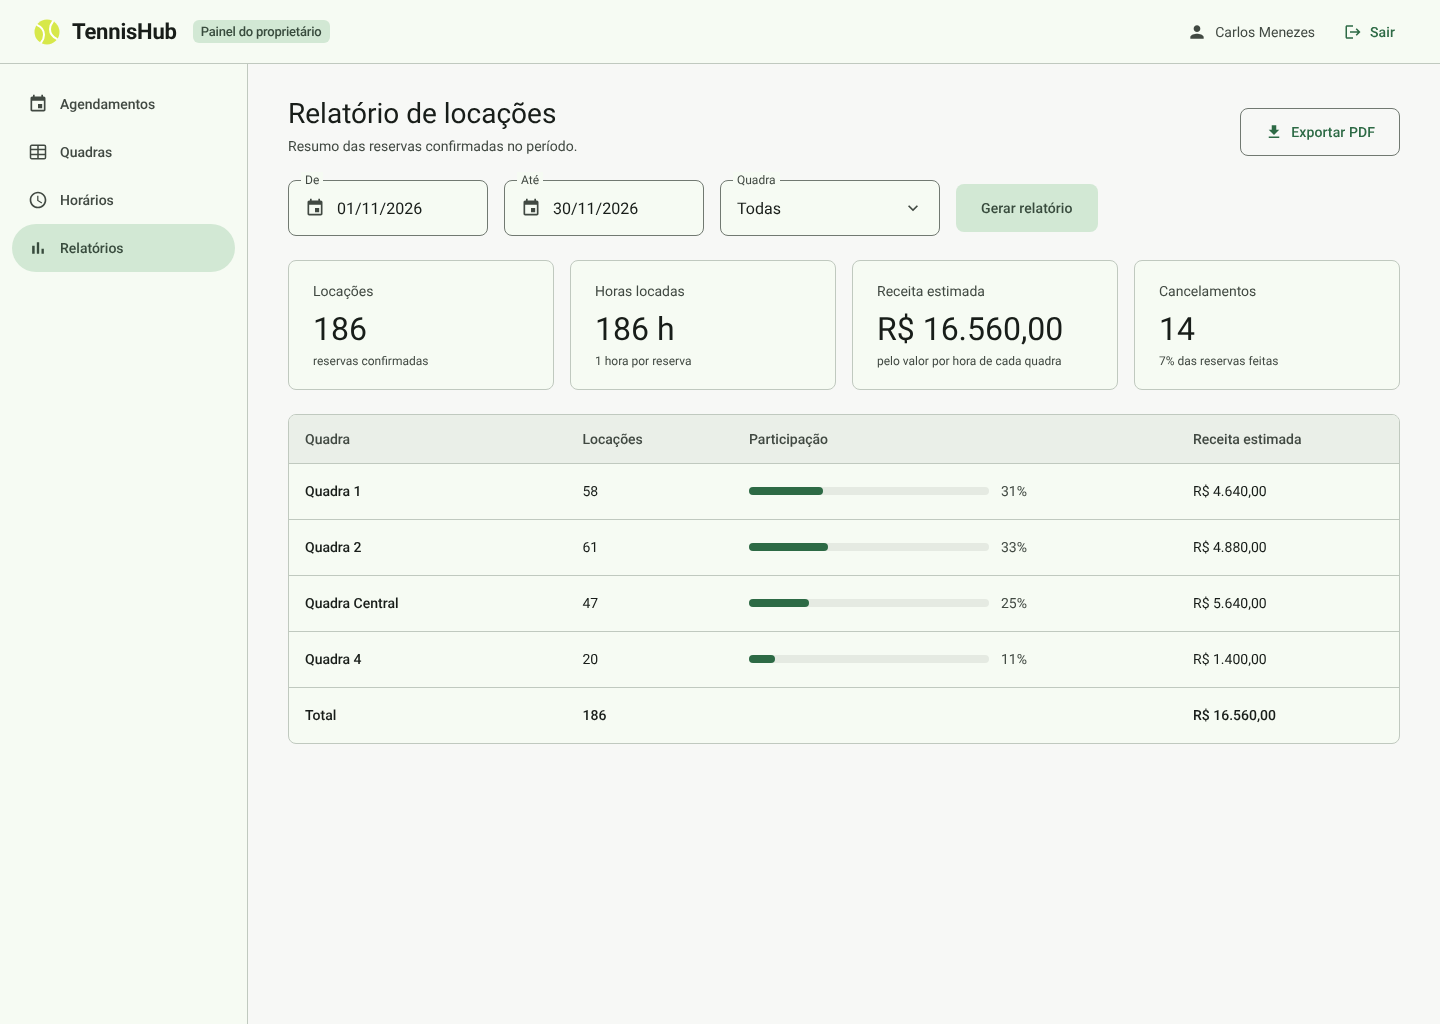 TennisHub
Painel do proprietário
Carlos Menezes
Sair
Agendamentos
Quadras
Horários
Relatórios
Relatório de locações
Resumo das reservas confirmadas no período.
Exportar PDF
De
01/11/2026
Até
30/11/2026
Quadra
Todas
Gerar relatório
Locações
186
reservas confirmadas
Horas locadas
186 h
1 hora por reserva
Receita estimada
R$ 16.560,00
pelo valor por hora de cada quadra
Cancelamentos
14
7% das reservas feitas
Quadra Locações Participação Receita estimada
Quadra 1 58 31% R$ 4.640,00
Quadra 2 61 33% R$ 4.880,00
Quadra Central 47 25% R$ 5.640,00
Quadra 4 20 11% R$ 1.400,00
Total 186 R$ 16.560,00